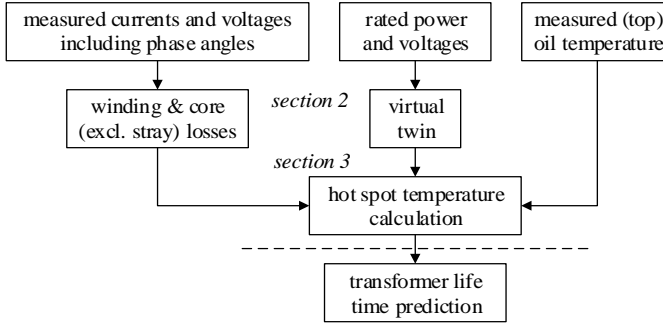 measured currents and voltages
including phase angles
rated power
and voltages
measured (top)
oil temperature
winding & core
(excl. stray) losses
section 2
virtual
twin
section 3
hot spot temperature
calculation
transformer life
time prediction